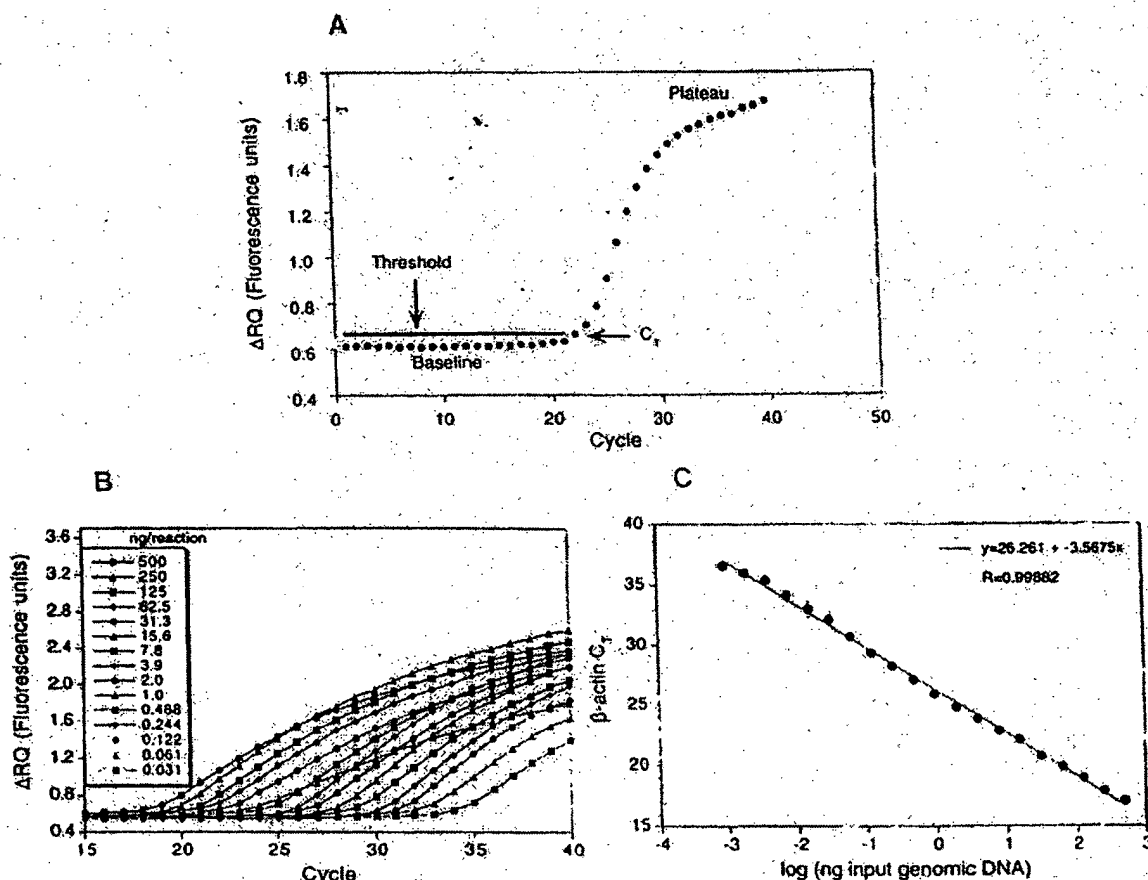 A
1.8
1.6
1.4
1.2
1.0
0.8
0.6
0.4
ΔRQ (Fluorescence units)
Plateau
Threshold
C_T
Baseline
0 10 20 30 40 50
Cycle
B
3.6
3.2
2.8
2.4
2.0
1.6
1.2
0.8
0.4
ΔRQ (Fluorescence units)
ng/reaction
500
250
125
62.5
31.3
15.6
7.8
3.9
2.0
1.0
0.488
0.244
0.122
0.061
0.031
15 20 25 30 35 40
Cycle
C
40
35
30
25
20
15
β-actin C_T
y=26.261 + -3.5675x
R=0.99882
-4 -3 -2 -1 0 1 2 3
log (ng input genomic DNA)